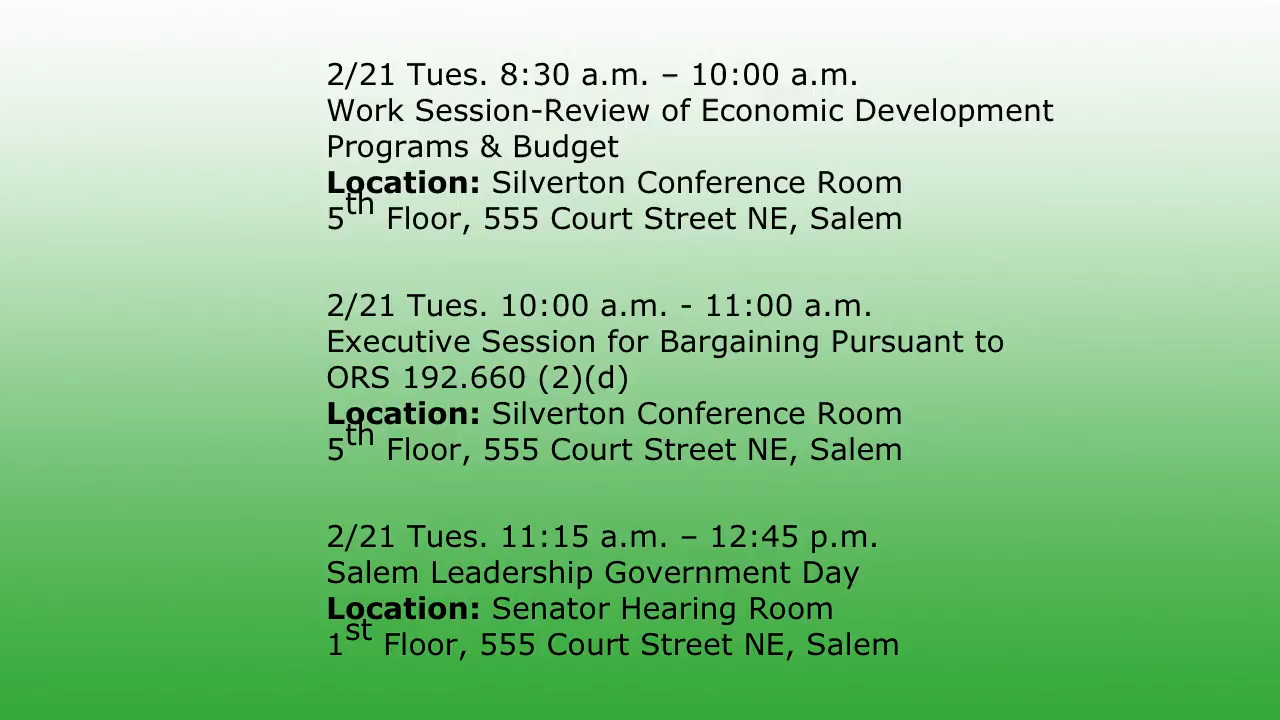 2/21 Tues. 8:30 a.m. – 10:00 a.m.
Work Session-Review of Economic Development
Programs & Budget
Location: Silverton Conference Room
5th Floor, 555 Court Street NE, Salem
2/21 Tues. 10:00 a.m. - 11:00 a.m.
Executive Session for Bargaining Pursuant to
ORS 192.660 (2)(d)
Location: Silverton Conference Room
5th Floor, 555 Court Street NE, Salem
2/21 Tues. 11:15 a.m. – 12:45 p.m.
Salem Leadership Government Day
Location: Senator Hearing Room
1st Floor, 555 Court Street NE, Salem